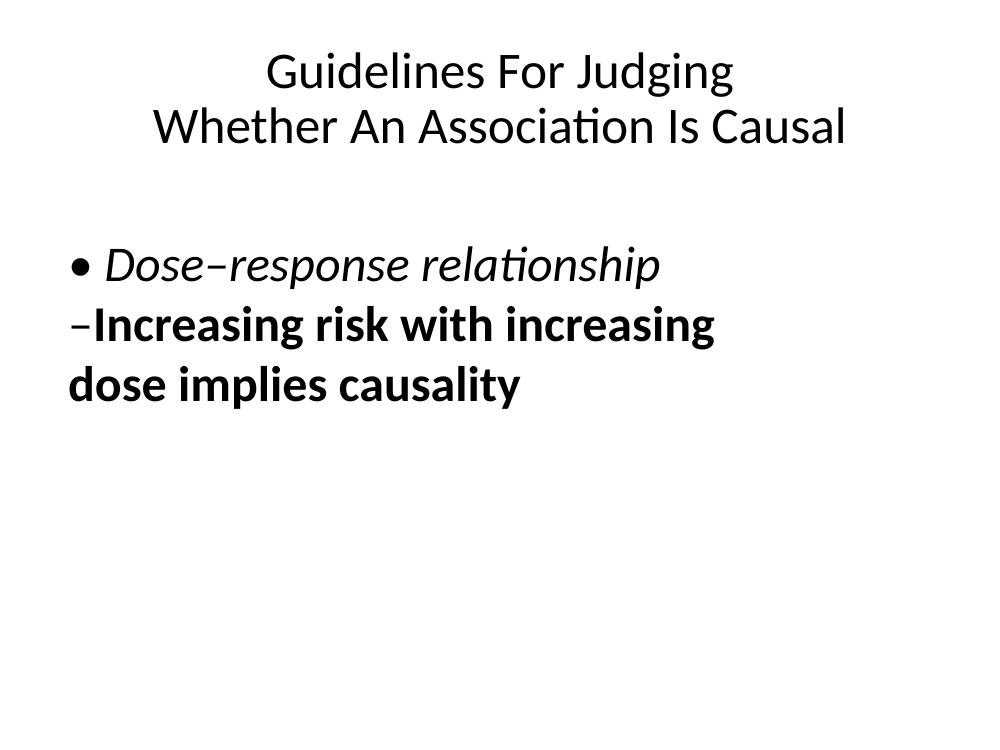 Guidelines For Judging
Whether An Association Is Causal
• Dose–response relationship
–Increasing risk with increasing
dose implies causality